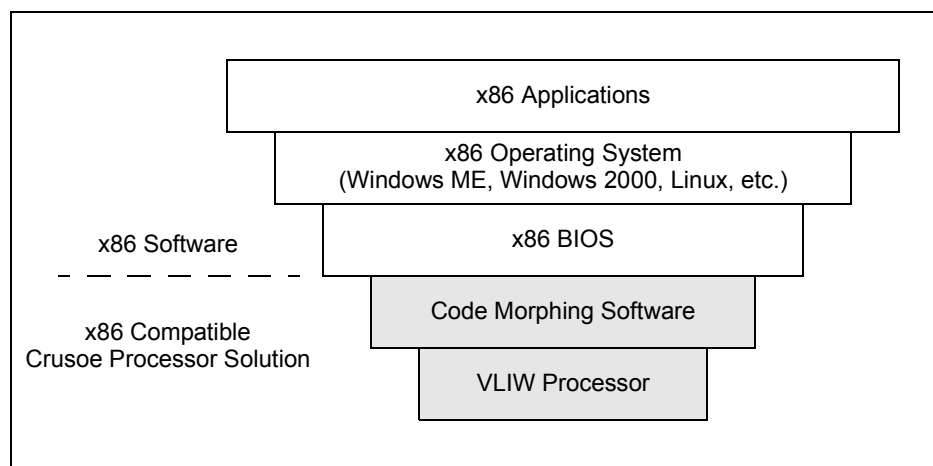 x86 Applications
x86 Operating System
(Windows ME, Windows 2000, Linux, etc.)
x86 BIOS
x86 Software
Code Morphing Software
x86 Compatible
Crusoe Processor Solution
VLIW Processor